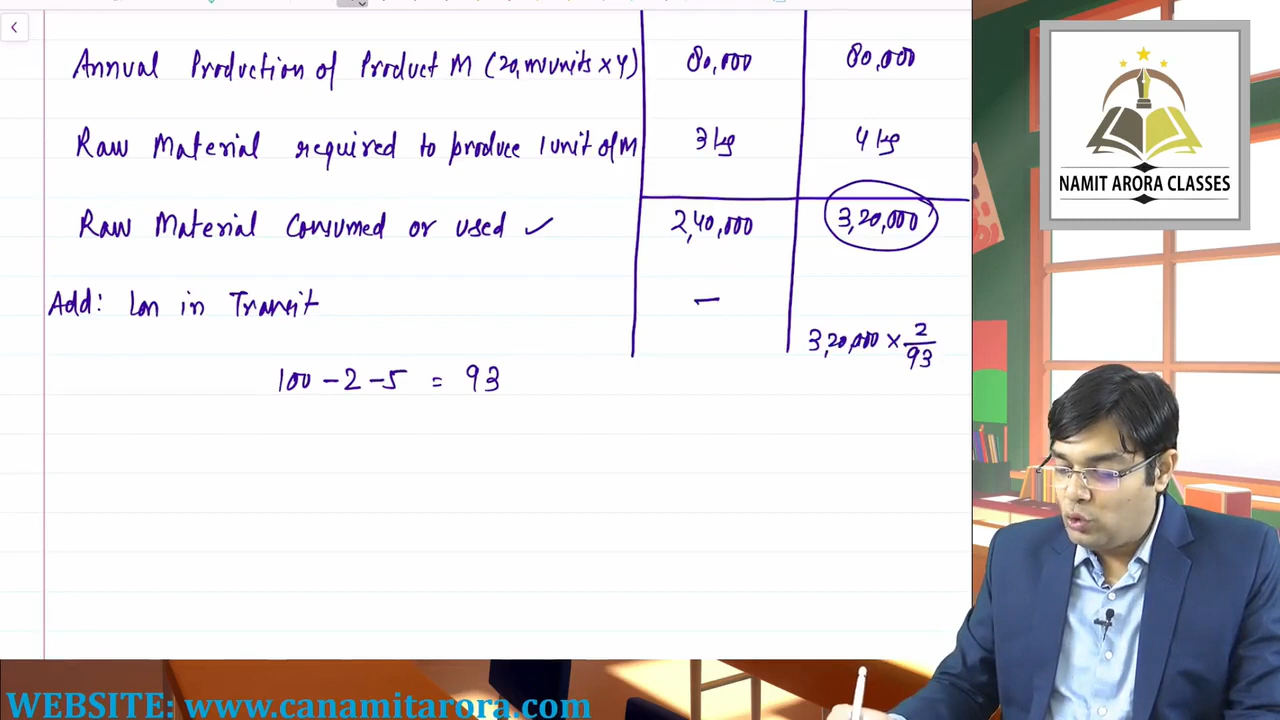 Annual Production of Product M (20,000 units x 4) 80,000 80,000
Raw Material required to produce 1 unit of M 3 kg 4 kg
Raw Material Consumed or used ✓ 2,40,000 3,20,000
Add: Loss in Transit —
3,20,000 × 2/93
100 - 2 - 5 = 93
NAMIT ARORA CLASSES
WEBSITE: www.canamitarora.com